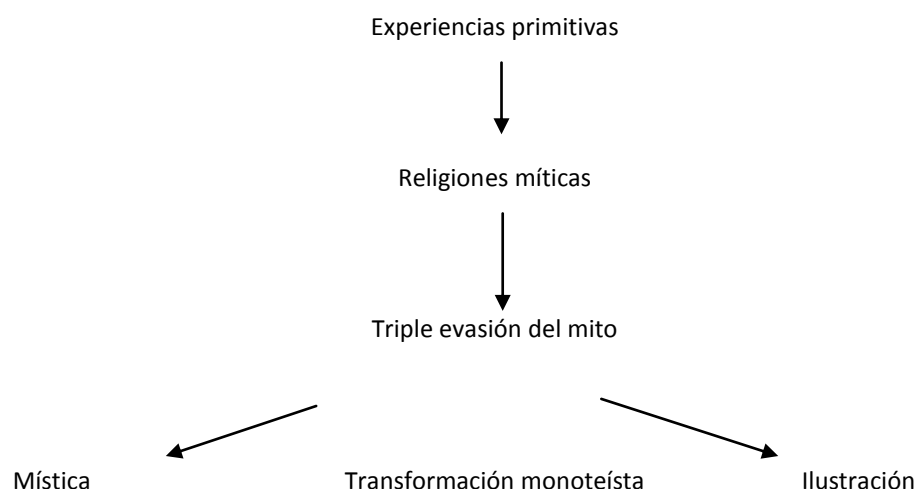 Experiencias primitivas
Religiones míticas
Triple evasión del mito
Mística Transformación monoteísta Ilustración